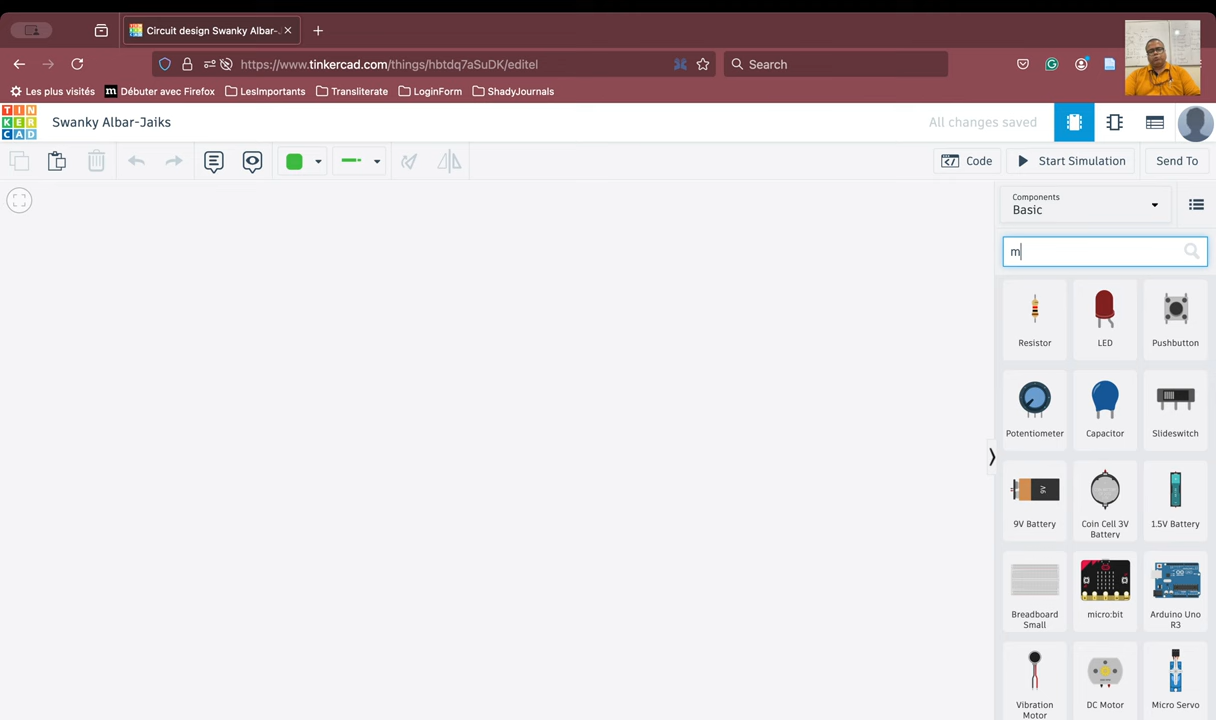 Circuit design Swanky Albar-
https://www.tinkercad.com/things/hbtdq7aSuDK/editel
Search
Les plus visités
m Débuter avec Firefox
LesImportants
Transliterate
LoginForm
ShadyJournals
TIN
KER
CAD
Swanky Albar-Jaiks
All changes saved
Code
Start Simulation
Send To
Components
Basic
m
Resistor
LED
Pushbutton
Potentiometer
Capacitor
Slideswitch
9V
9V Battery
Coin Cell 3V
Battery
1.5V Battery
Breadboard
Small
micro:bit
Arduino Uno
R3
Vibration
Motor
DC Motor
Micro Servo